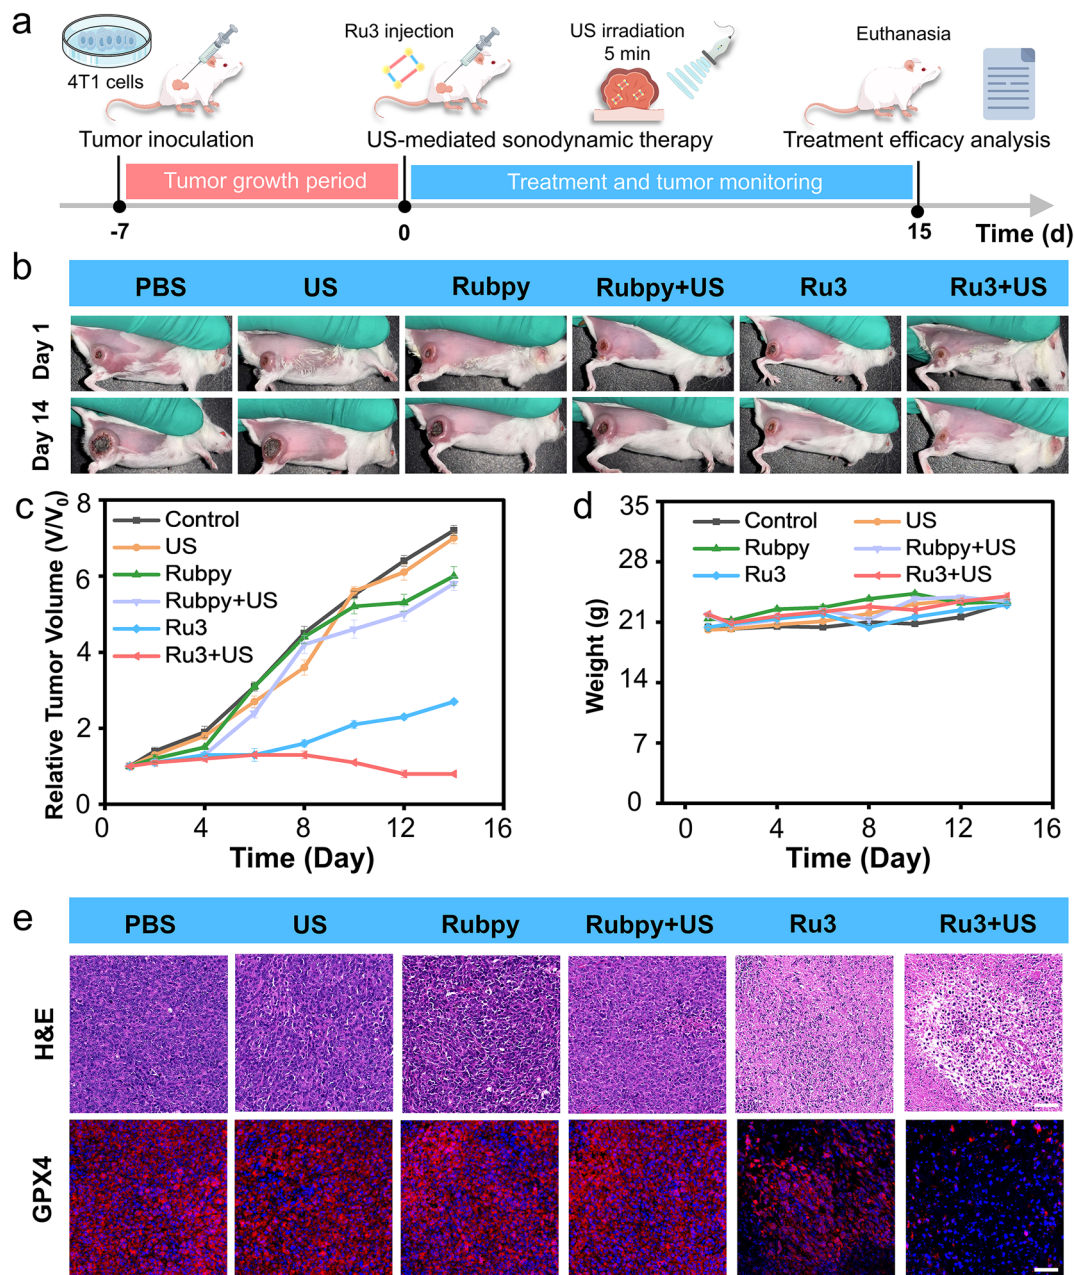 a
4T1 cells
Ru3 injection
US irradiation
5 min
Euthanasia
Tumor inoculation
US-mediated sonodynamic therapy
Treatment efficacy analysis
Tumor growth period
Treatment and tumor monitoring
-7
0
15
Time (d)
b
PBS
US
Rubpy
Rubpy+US
Ru3
Ru3+US
Day 1
Day 14
c
Relative Tumor Volume (V/V₀)
8
6
4
2
0
Control
US
Rubpy
Rubpy+US
Ru3
Ru3+US
0
4
8
12
16
Time (Day)
d
Weight (g)
35
28
21
14
7
0
Control
US
Rubpy
Rubpy+US
Ru3
Ru3+US
0
4
8
12
16
Time (Day)
e
PBS
US
Rubpy
Rubpy+US
Ru3
Ru3+US
H&E
GPX4